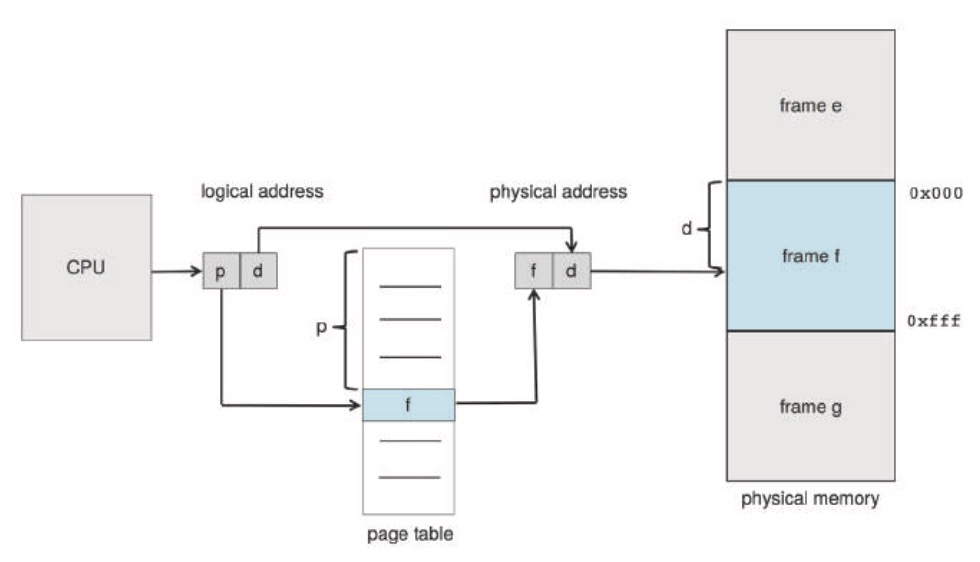 frame e
logical address
physical address
0x000
CPU
p
d
p
f
d
d
frame f
0xfff
f
frame g
physical memory
page table